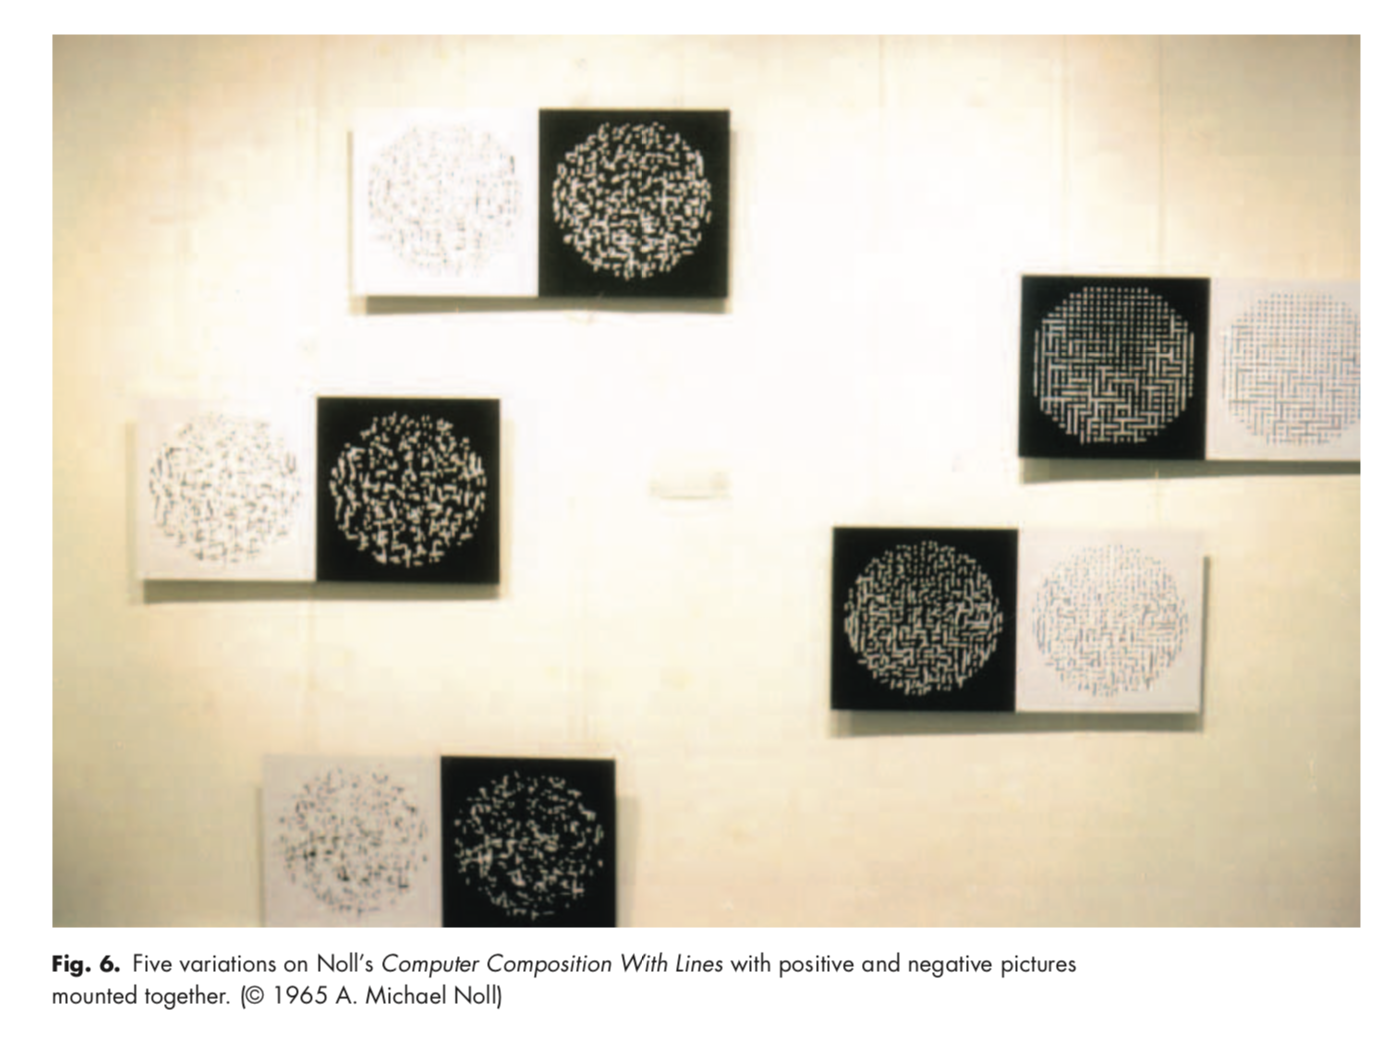 Fig. 6. Five variations on Noll's Computer Composition With Lines with positive and negative pictures
mounted together. (© 1965 A. Michael Noll)